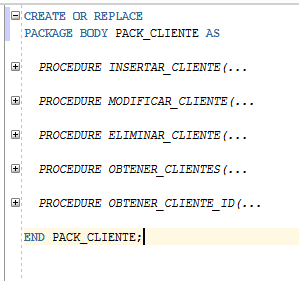 CREATE OR REPLACE
PACKAGE BODY PACK_CLIENTE AS
PROCEDURE INSERTAR_CLIENTE(...
PROCEDURE MODIFICAR_CLIENTE(...
PROCEDURE ELIMINAR_CLIENTE(...
PROCEDURE OBTENER_CLIENTES(...
PROCEDURE OBTENER_CLIENTE_ID(...
END PACK_CLIENTE;